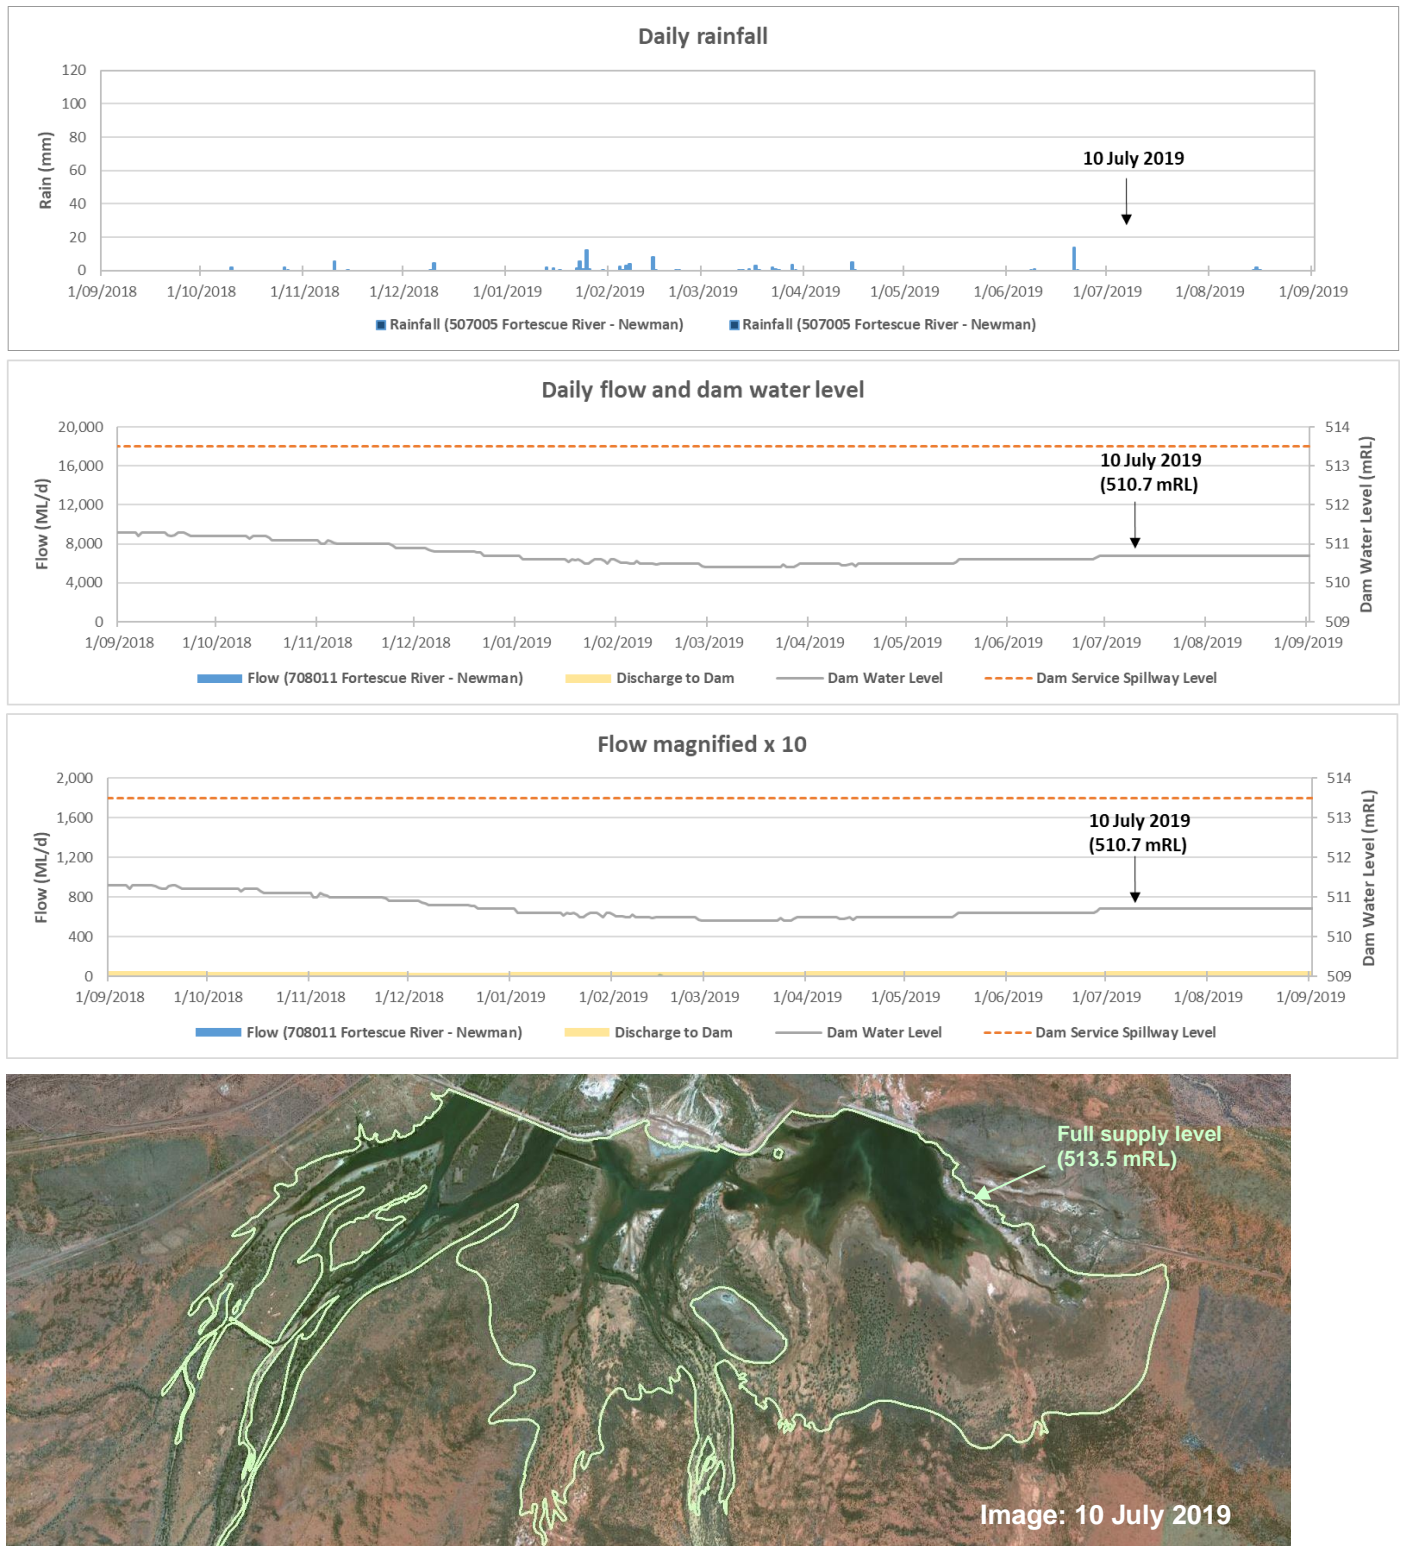 Daily rainfall
120
100
80
60
40
20
0
Rain (mm)
10 July 2019
1/09/2018 1/10/2018 1/11/2018 1/12/2018 1/01/2019 1/02/2019 1/03/2019 1/04/2019 1/05/2019 1/06/2019 1/07/2019 1/08/2019 1/09/2019
Rainfall (507005 Fortescue River - Newman) Rainfall (507005 Fortescue River - Newman)
Daily flow and dam water level
20,000
16,000
12,000
8,000
4,000
0
Flow (ML/d)
10 July 2019
(510.7 mRL)
514
513
512
511
510
509
Dam Water Level (mRL)
1/09/2018 1/10/2018 1/11/2018 1/12/2018 1/01/2019 1/02/2019 1/03/2019 1/04/2019 1/05/2019 1/06/2019 1/07/2019 1/08/2019 1/09/2019
Flow (708011 Fortescue River - Newman) Discharge to Dam Dam Water Level Dam Service Spillway Level
Flow magnified x 10
2,000
1,600
1,200
800
400
0
Flow (ML/d)
10 July 2019
(510.7 mRL)
514
513
512
511
510
509
Dam Water Level (mRL)
1/09/2018 1/10/2018 1/11/2018 1/12/2018 1/01/2019 1/02/2019 1/03/2019 1/04/2019 1/05/2019 1/06/2019 1/07/2019 1/08/2019 1/09/2019
Flow (708011 Fortescue River - Newman) Discharge to Dam Dam Water Level Dam Service Spillway Level
Full supply level
(513.5 mRL)
Image: 10 July 2019